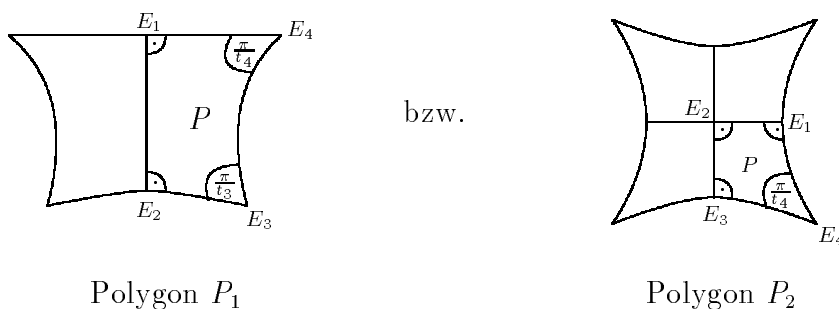 E₁ E₄
π/t₄
P
π/t₃
E₂ E₃
Polygon P₁
bzw.
E₂ E₁
P
π/t₄
E₃
E₄
Polygon P₂